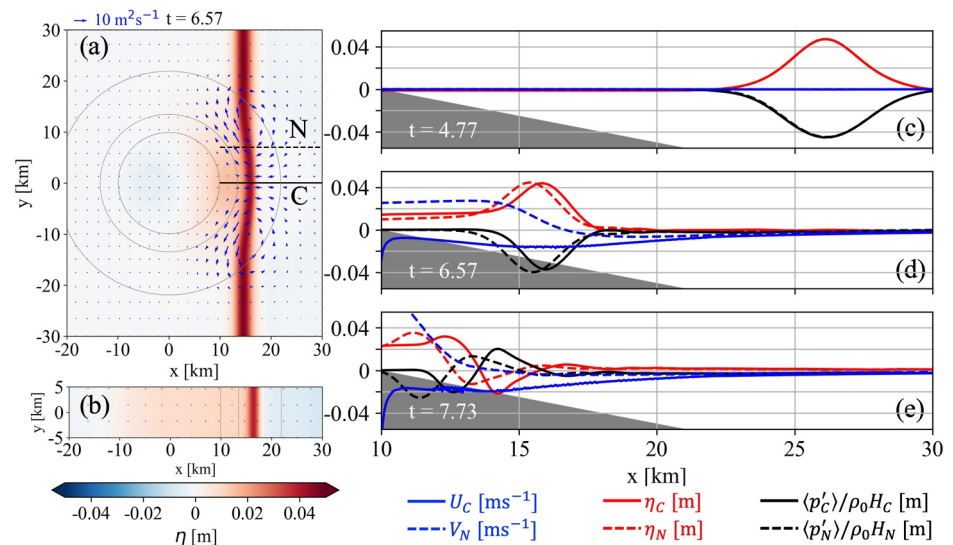 → 10 m²s⁻¹ t = 6.57
(a)
30
20
10
0
-10
-20
-30
y [km]
N
C
-20 -10 0 10 20 30
x [km]
(b)
5
0
-5
y [km]
-20 -10 0 10 20 30
x [km]
-0.04 -0.02 0 0.02 0.04
η [m]
0.04
0
-0.04
t = 4.77
(c)
0.04
0
-0.04
t = 6.57
(d)
0.04
0
-0.04
t = 7.73
(e)
10 15 20 25 30
x [km]
U_C [ms⁻¹] η_C [m] ⟨p′_C⟩/ρ₀H_C [m]
V_N [ms⁻¹] η_N [m] ⟨p′_N⟩/ρ₀H_N [m]